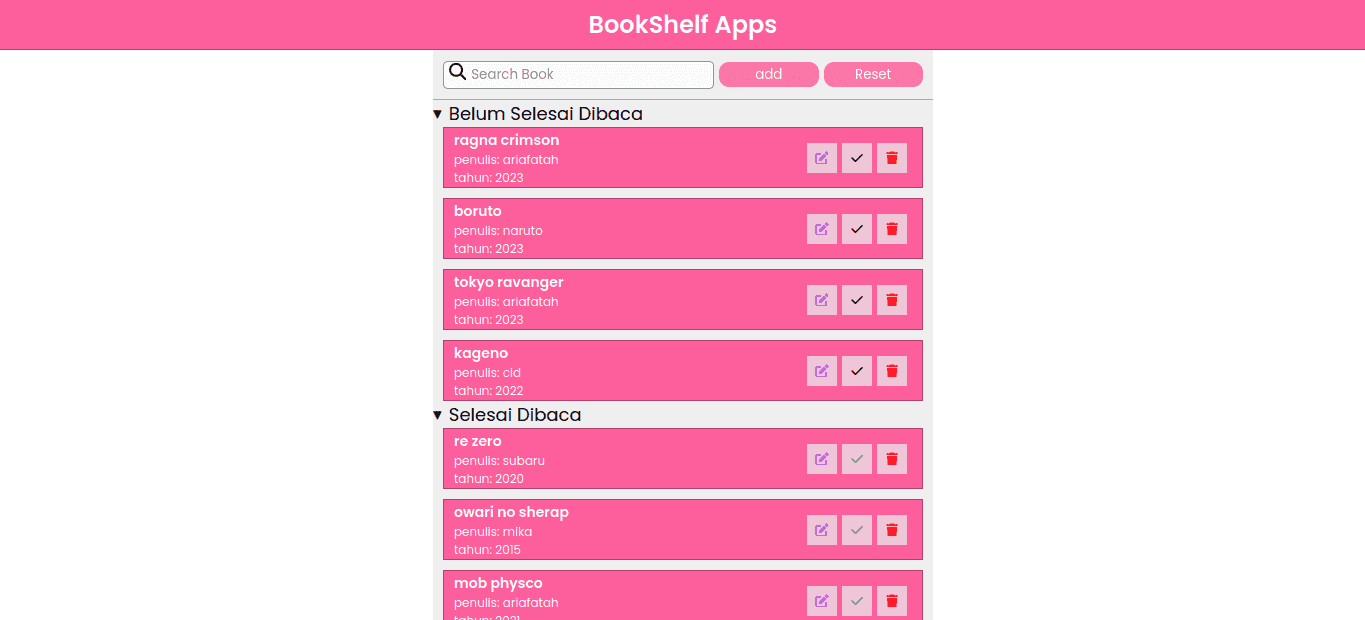 BookShelf Apps
Search Book
add
Reset
Belum Selesai Dibaca
ragna crimson
penulis: ariafatah
tahun: 2023
boruto
penulis: naruto
tahun: 2023
tokyo ravanger
penulis: ariafatah
tahun: 2023
kageno
penulis: cid
tahun: 2022
Selesai Dibaca
re zero
penulis: subaru
tahun: 2020
owari no sherap
penulis: mika
tahun: 2015
mob physco
penulis: ariafatah
tahun: 2021